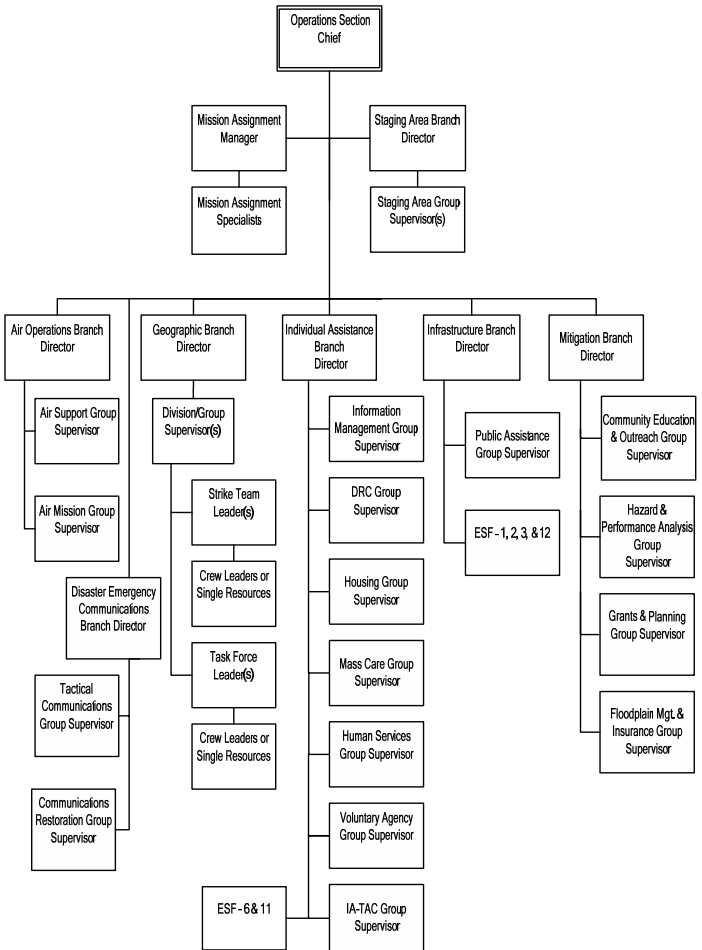 Operations Section
Chief
Mission Assignment
Manager
Staging Area Branch
Director
Mission Assignment
Specialists
Staging Area Group
Supervisor(s)
Air Operations Branch
Director
Geographic Branch
Director
Individual Assistance
Branch
Director
Infrastructure Branch
Director
Mitigation Branch
Director
Air Support Group
Supervisor
Air Mission Group
Supervisor
Disaster Emergency
Communications
Branch Director
Tactical
Communications
Group Supervisor
Communications
Restoration Group
Supervisor
Division/Group
Supervisor(s)
Strike Team
Leader(s)
Crew Leaders or
Single Resources
Task Force
Leader(s)
Crew Leaders or
Single Resources
Information
Management Group
Supervisor
DRC Group
Supervisor
Housing Group
Supervisor
Mass Care Group
Supervisor
Human Services
Group Supervisor
Voluntary Agency
Group Supervisor
ESF - 6 & 11
IA-TAC Group
Supervisor
Public Assistance
Group Supervisor
ESF - 1, 2, 3, & 12
Community Education
& Outreach Group
Supervisor
Hazard &
Performance Analysis
Group
Supervisor
Grants & Planning
Group Supervisor
Floodplain Mgt. &
Insurance Group
Supervisor